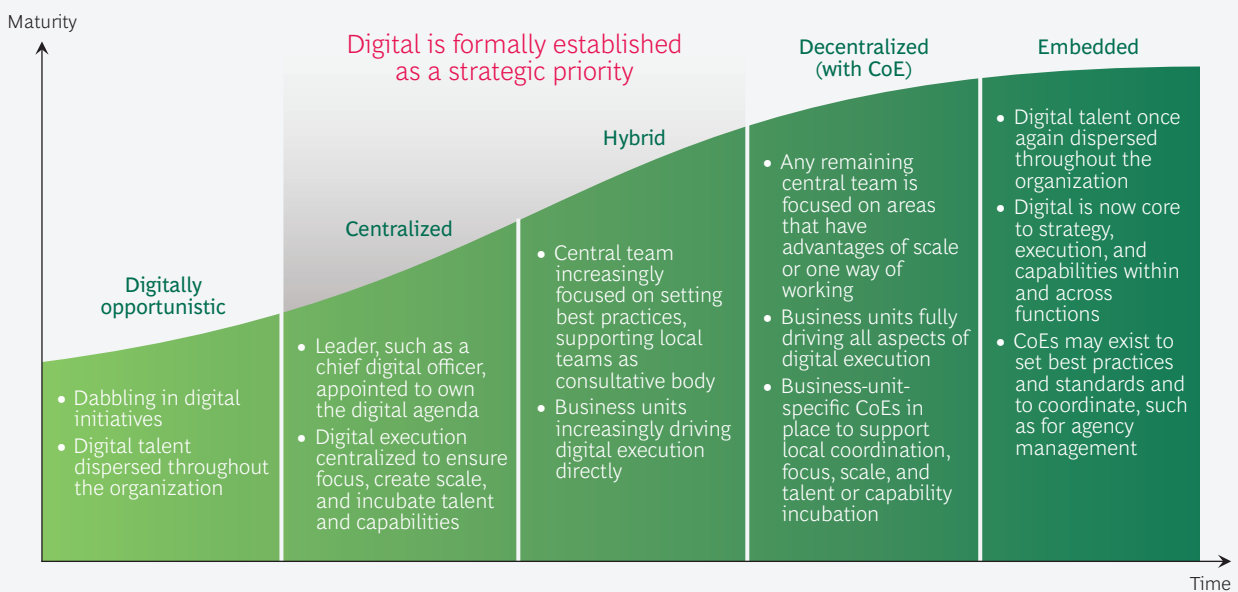 Maturity
Digital is formally established
as a strategic priority
Digitally
opportunistic
• Dabbling in digital
initiatives
• Digital talent
dispersed throughout
the organization
Centralized
• Leader, such as a
chief digital officer,
appointed to own
the digital agenda
• Digital execution
centralized to ensure
focus, create scale,
and incubate talent
and capabilities
Hybrid
• Central team
increasingly
focused on setting
best practices,
supporting local
teams as
consultative body
• Business units
increasingly driving
digital execution
directly
Decentralized
(with CoE)
• Any remaining
central team is
focused on areas
that have
advantages of scale
or one way of
working
• Business units fully
driving all aspects of
digital execution
• Business-unit-
specific CoEs in
place to support
local coordination,
focus, scale, and
talent or capability
incubation
Embedded
• Digital talent once
again dispersed
throughout the
organization
• Digital is now core
to strategy,
execution, and
capabilities within
and across
functions
• CoEs may exist to
set best practices
and standards and
to coordinate, such
as for agency
management
Time